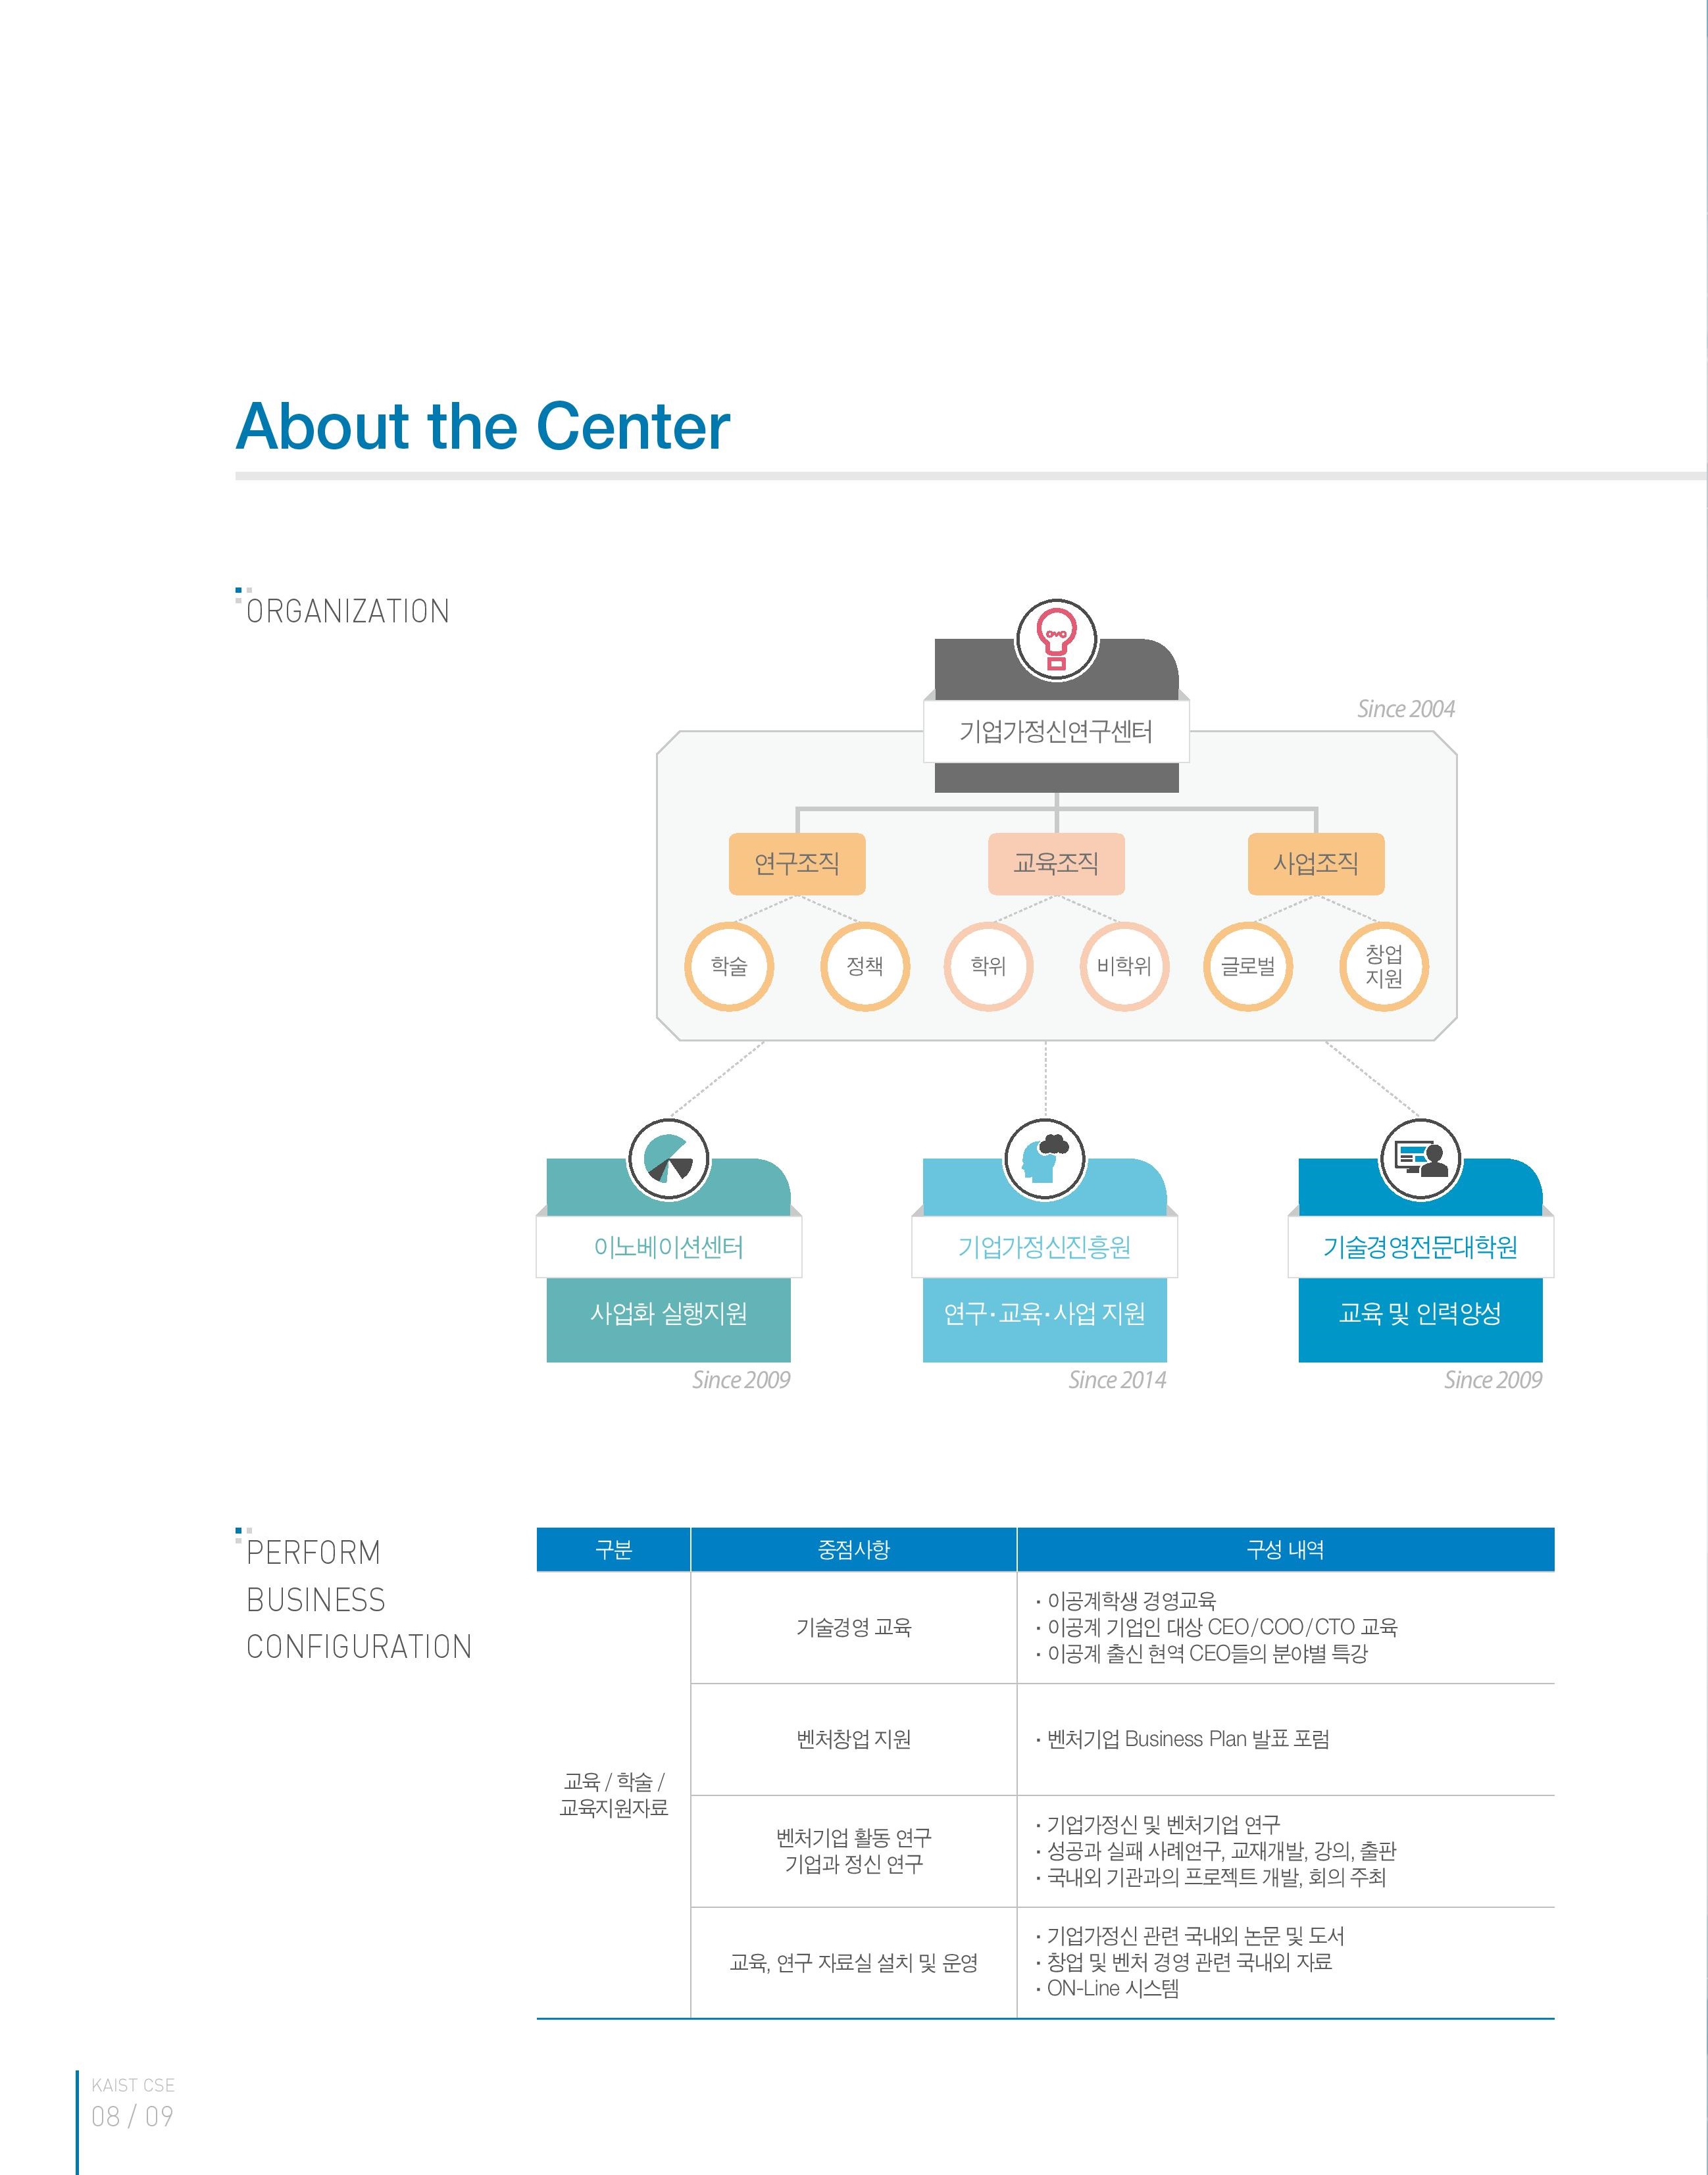 About the Center
ORGANIZATION
Since 2004
기업가정신연구센터
연구조직
교육조직
사업조직
학술
정책
학위
비학위
글로벌
창업
지원
이노베이션센터
사업화 실행지원
Since 2009
기업가정신진흥원
연구·교육·사업 지원
Since 2014
기술경영전문대학원
교육 및 인력양성
Since 2009
PERFORM
BUSINESS
CONFIGURATION
구분
중점사항
구성 내역
교육 / 학술 /
교육지원자료
기술경영 교육
· 이공계학생 경영교육
· 이공계 기업인 대상 CEO/COO/CTO 교육
· 이공계 출신 현역 CEO들의 분야별 특강
벤처창업 지원
· 벤처기업 Business Plan 발표 포럼
벤처기업 활동 연구
기업과 정신 연구
· 기업가정신 및 벤처기업 연구
· 성공과 실패 사례연구, 교재개발, 강의, 출판
· 국내외 기관과의 프로젝트 개발, 회의 주최
교육, 연구 자료실 설치 및 운영
· 기업가정신 관련 국내외 논문 및 도서
· 창업 및 벤처 경영 관련 국내외 자료
· ON-Line 시스템
KAIST CSE
08 / 09